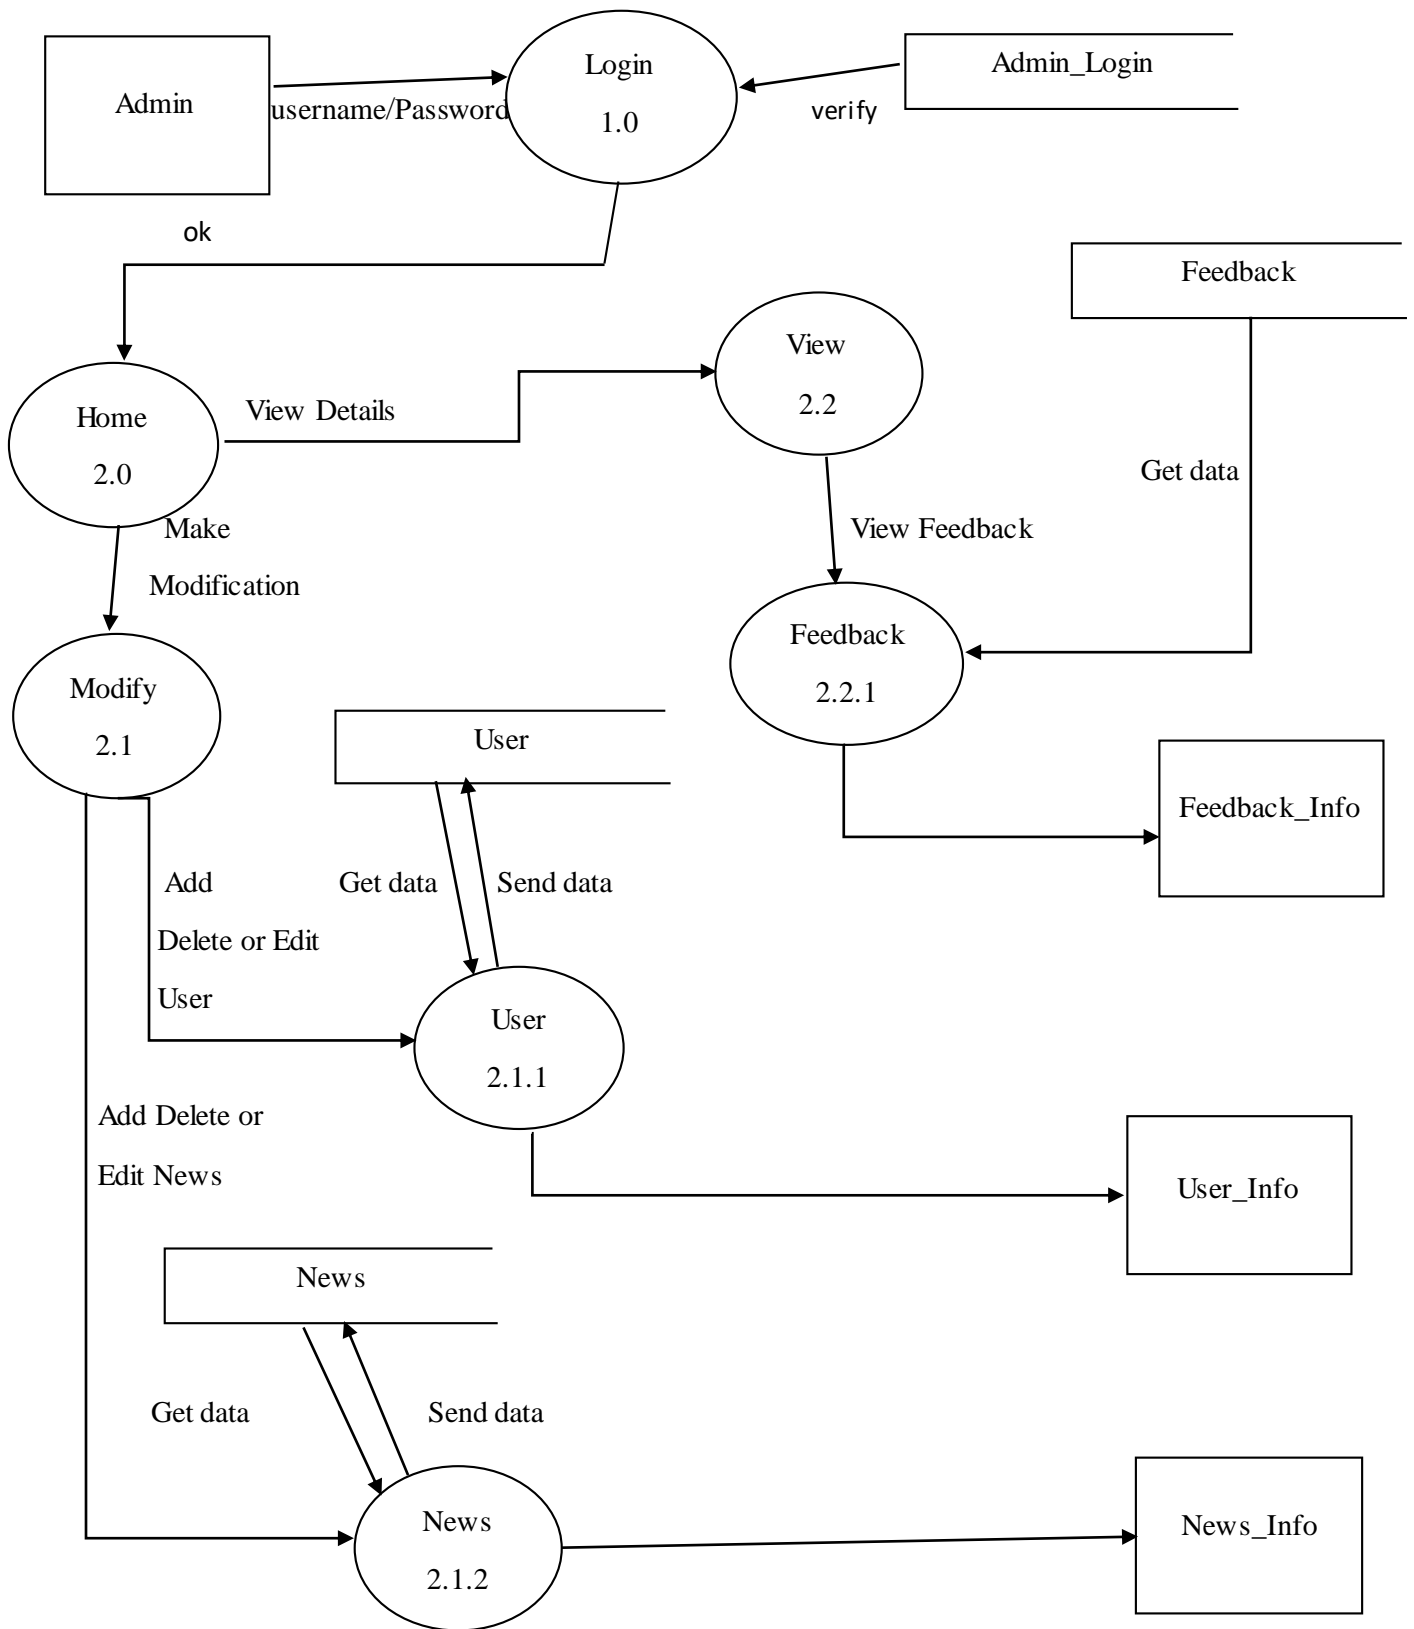 Admin
username/Password
Login
1.0
verify
Admin_Login
ok
Home
2.0
View Details
View
2.2
Feedback
Get data
View Feedback
Make
Modification
Feedback
2.2.1
Modify
2.1
User
Feedback_Info
Get data
Send data
Add
Delete or Edit
User
User
2.1.1
Add Delete or
Edit News
User_Info
News
Get data
Send data
News
2.1.2
News_Info